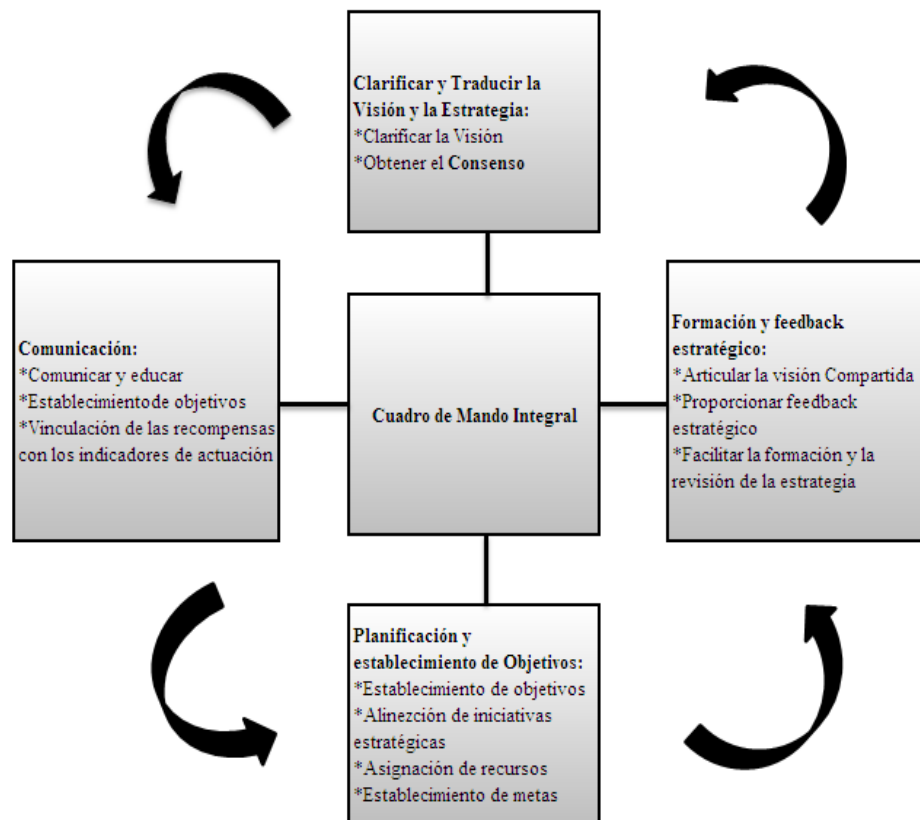 Clarificar y Traducir la
Visión y la Estrategia:
*Clarificar la Visión
*Obtener el Consenso
Comunicación:
*Comunicar y educar
*Establecimiento de objetivos
*Vinculación de las recompensas
con los indicadores de actuación
Cuadro de Mando Integral
Formación y feedback
estratégico:
*Articular la visión Compartida
*Proporcionar feedback
estratégico
*Facilitar la formación y la
revisión de la estrategia
Planificación y
establecimiento de Objetivos:
*Establecimiento de objetivos
*Alinezción de iniciativas
estratégicas
*Asignación de recursos
*Establecimiento de metas